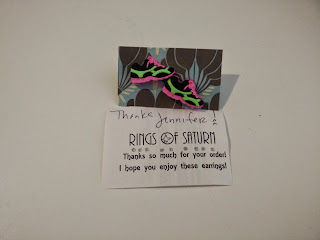 Thanks
Jennifer!
RINGS OF SATURN
Thanks so much for your order!
I hope you enjoy these earrings!